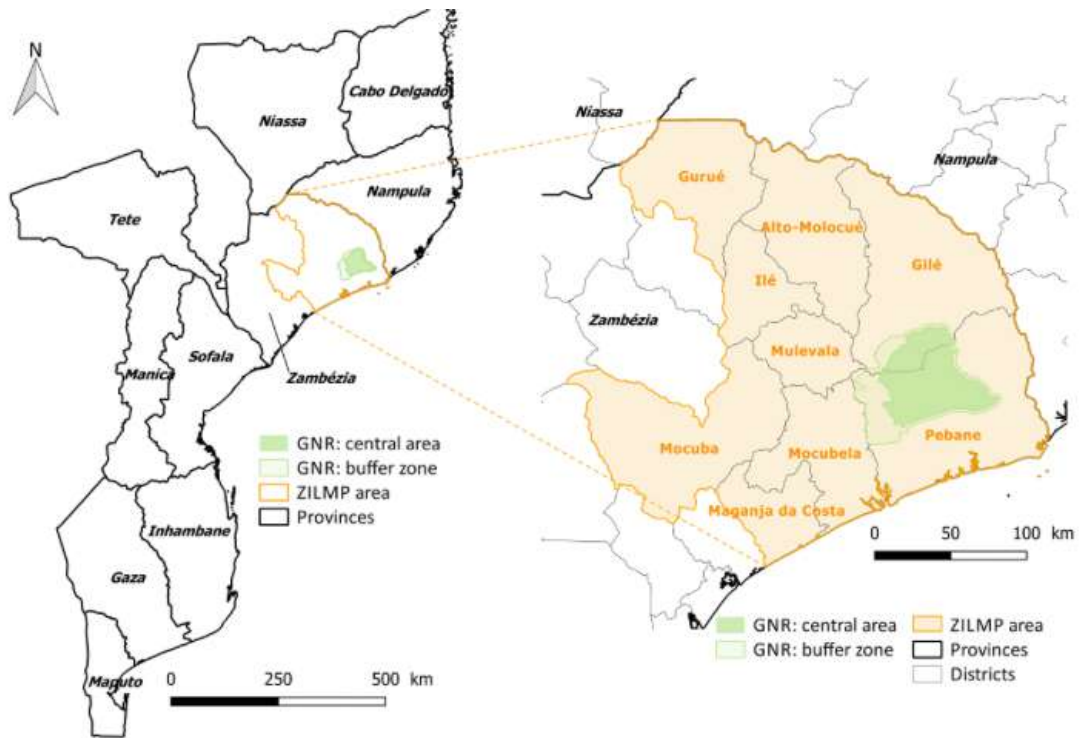 N
Cabo Delgado
Niassa
Nampula
Tete
Sofala
Manica
Zambézia
GNR: central area
GNR: buffer zone
ZILMP area
Provinces
Inhambane
Gaza
Maputo
0 250 500 km
Niassa
Nampula
Gurué
Alto-Molocué
Gilé
Ilé
Zambézia
Mulevala
Pebane
Mocuba
Mocubela
Maganja da Costa
0 50 100 km
GNR: central area
GNR: buffer zone
ZILMP area
Provinces
Districts